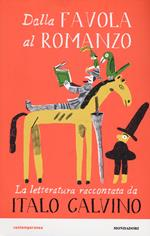 Dalla FAVOLA
al ROMANZO
La letteratura raccontata da
ITALO CALVINO
contemporanea
MONDADORI